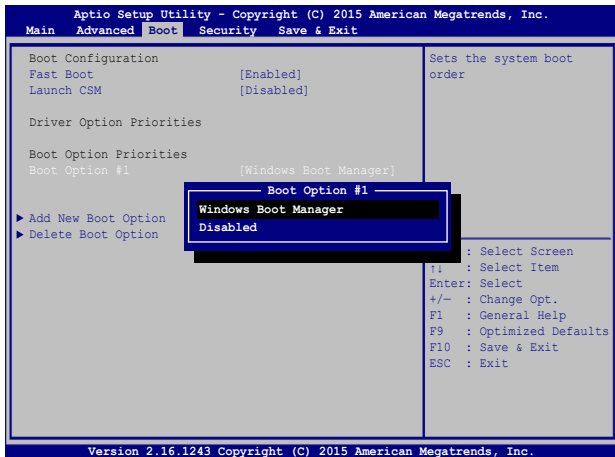 Aptio Setup Utility - Copyright (C) 2015 American Megatrends, Inc.
Main Advanced Boot Security Save & Exit
Boot Configuration
Fast Boot [Enabled]
Launch CSM [Disabled]
Driver Option Priorities
Boot Option Priorities
Boot Option #1 [Windows Boot Manager]
Boot Option #1
Windows Boot Manager
Disabled
▶ Add New Boot Option
▶ Delete Boot Option
Sets the system boot
order
: Select Screen
↑↓ : Select Item
Enter: Select
+/— : Change Opt.
F1 : General Help
F9 : Optimized Defaults
F10 : Save & Exit
ESC : Exit
Version 2.16.1243 Copyright (C) 2015 American Megatrends, Inc.